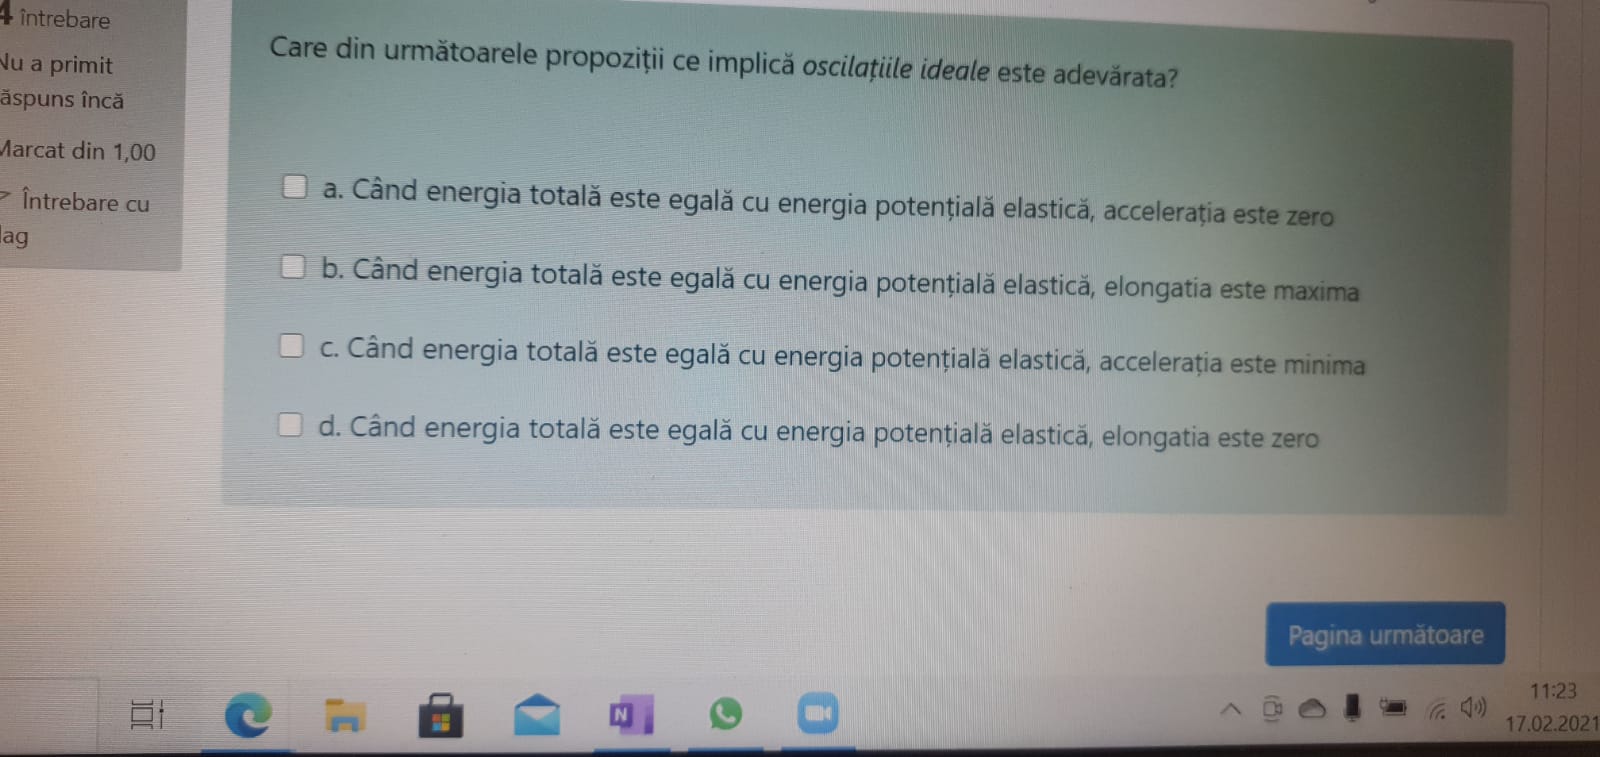 4 întrebare
Nu a primit
ăspuns încă
Marcat din 1,00
Întrebare cu
lag
Care din următoarele propoziții ce implică oscilațiile ideale este adevărata?
a. Când energia totală este egală cu energia potențială elastică, accelerația este zero
b. Când energia totală este egală cu energia potențială elastică, elongatia este maxima
c. Când energia totală este egală cu energia potențială elastică, accelerația este minima
d. Când energia totală este egală cu energia potențială elastică, elongatia este zero
Pagina următoare
N
11:23
17.02.2021